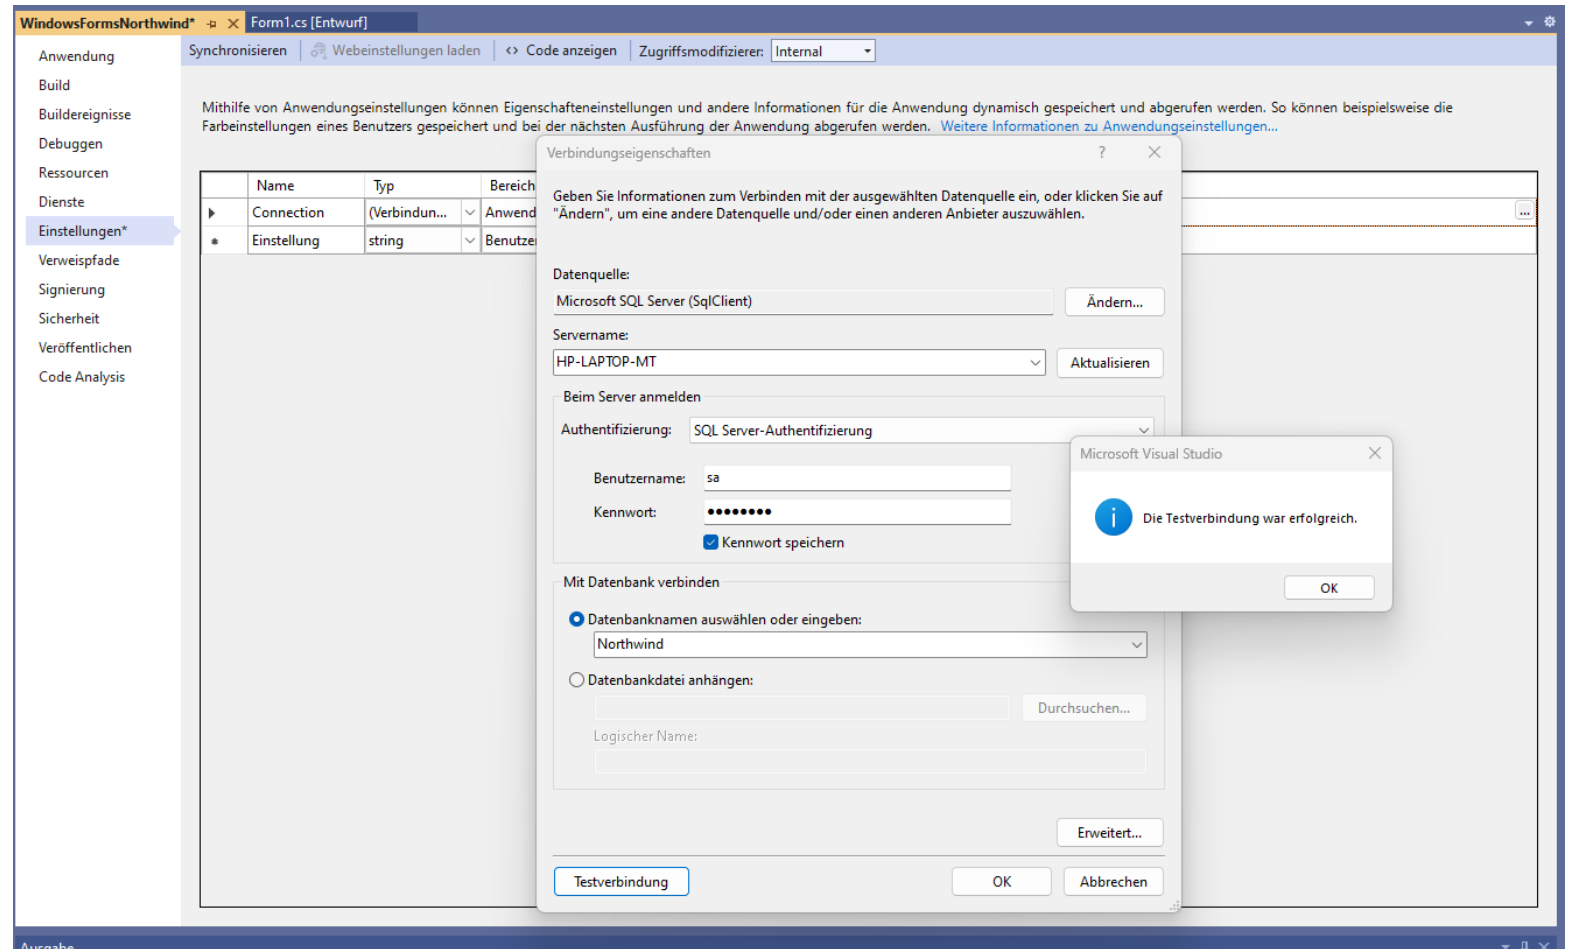 WindowsFormsNorthwind*
Form1.cs [Entwurf]
Anwendung
Build
Buildereignisse
Debuggen
Ressourcen
Dienste
Einstellungen*
Verweispfade
Signierung
Sicherheit
Veröffentlichen
Code Analysis
Synchronisieren
Webeinstellungen laden
Code anzeigen
Zugriffsmodifizierer: Internal
Mithilfe von Anwendungseinstellungen können Eigenschafteneinstellungen und andere Informationen für die Anwendung dynamisch gespeichert und abgerufen werden. So können beispielsweise die
Farbeinstellungen eines Benutzers gespeichert und bei der nächsten Ausführung der Anwendung abgerufen werden. Weitere Informationen zu Anwendungseinstellungen...
Name Typ Bereich
Connection (Verbindun... Anwend
...
Einstellung string Benutze
Verbindungseigenschaften
?
Geben Sie Informationen zum Verbinden mit der ausgewählten Datenquelle ein, oder klicken Sie auf
"Ändern", um eine andere Datenquelle und/oder einen anderen Anbieter auszuwählen.
Datenquelle:
Microsoft SQL Server (SqlClient)
Ändern...
Servername:
HP-LAPTOP-MT
Aktualisieren
Beim Server anmelden
Authentifizierung: SQL Server-Authentifizierung
Benutzername: sa
Kennwort: ●●●●●●●●
Kennwort speichern
Mit Datenbank verbinden
Datenbanknamen auswählen oder eingeben:
Northwind
Datenbankdatei anhängen:
Durchsuchen...
Logischer Name:
Erweitert...
Testverbindung
OK
Abbrechen
Microsoft Visual Studio
Die Testverbindung war erfolgreich.
OK
Ausgabe